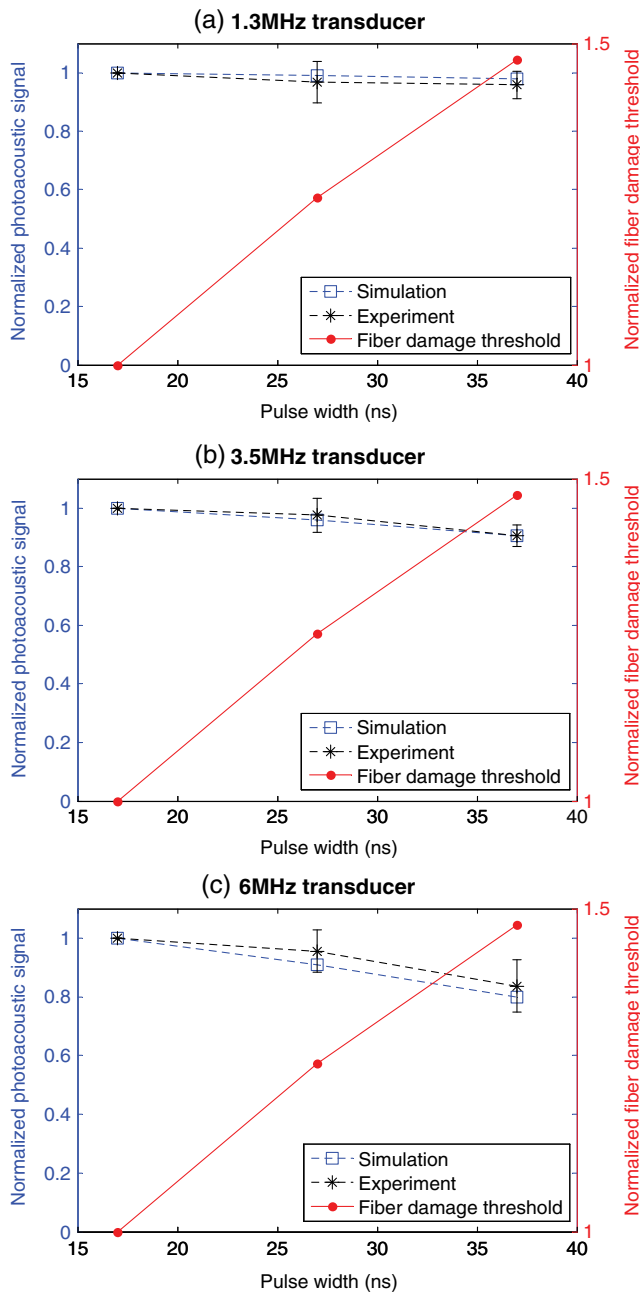 (a) 1.3MHz transducer
Normalized photoacoustic signal
1
0.8
0.6
0.4
0.2
0
1.5
1
Normalized fiber damage threshold
Simulation
Experiment
Fiber damage threshold
15 20 25 30 35 40
Pulse width (ns)
(b) 3.5MHz transducer
Normalized photoacoustic signal
1
0.8
0.6
0.4
0.2
0
1.5
1
Normalized fiber damage threshold
Simulation
Experiment
Fiber damage threshold
15 20 25 30 35 40
Pulse width (ns)
(c) 6MHz transducer
Normalized photoacoustic signal
1
0.8
0.6
0.4
0.2
0
1.5
1
Normalized fiber damage threshold
Simulation
Experiment
Fiber damage threshold
15 20 25 30 35 40
Pulse width (ns)